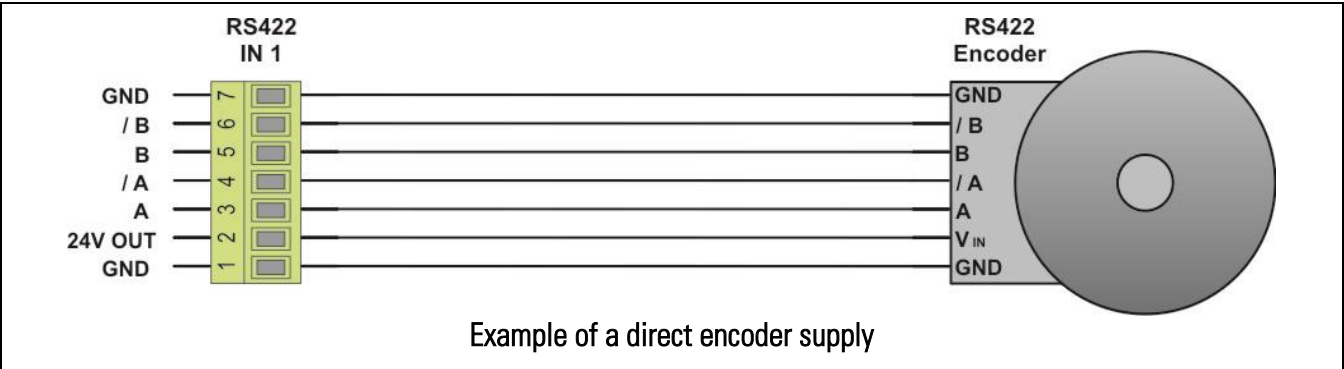 RS422
IN 1
RS422
Encoder
GND 7 GND
/ B 6 / B
B 5 B
/ A 4 / A
A 3 A
24V OUT 2 V IN
GND 1 GND
Example of a direct encoder supply